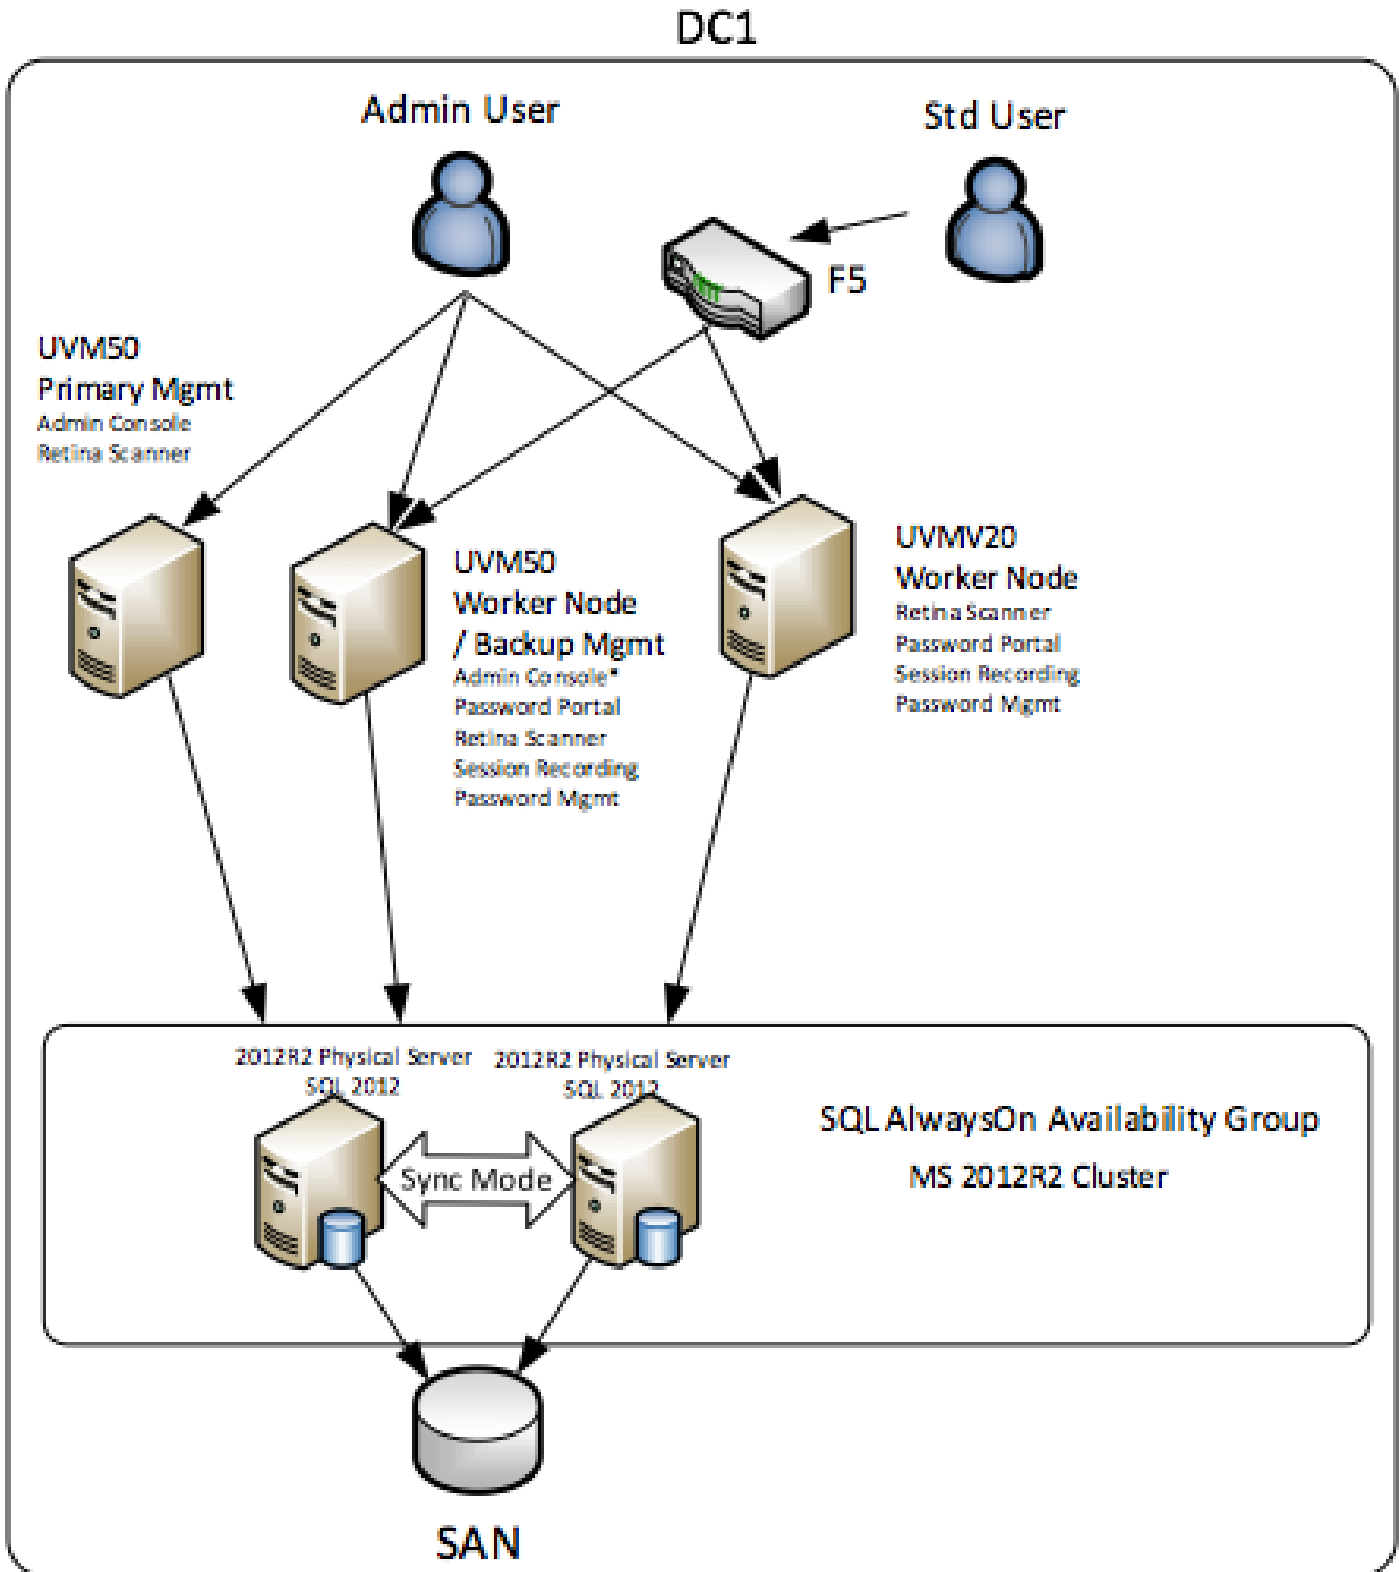 DC1
Admin User
Std User
F5
UVM50
Primary Mgmt
Admin Console
Retina Scanner
UVM50
Worker Node
/ Backup Mgmt
Admin Console*
Password Portal
Retina Scanner
Session Recording
Password Mgmt
UVMV20
Worker Node
Retina Scanner
Password Portal
Session Recording
Password Mgmt
2012R2 Physical Server
SQL 2012
2012R2 Physical Server
SQL 2012
Sync Mode
SQL AlwaysOn Availability Group
MS 2012R2 Cluster
SAN